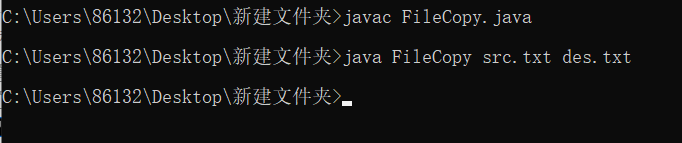 C:\Users\86132\Desktop\新建文件夹>javac FileCopy.java
C:\Users\86132\Desktop\新建文件夹>java FileCopy src.txt des.txt
C:\Users\86132\Desktop\新建文件夹>